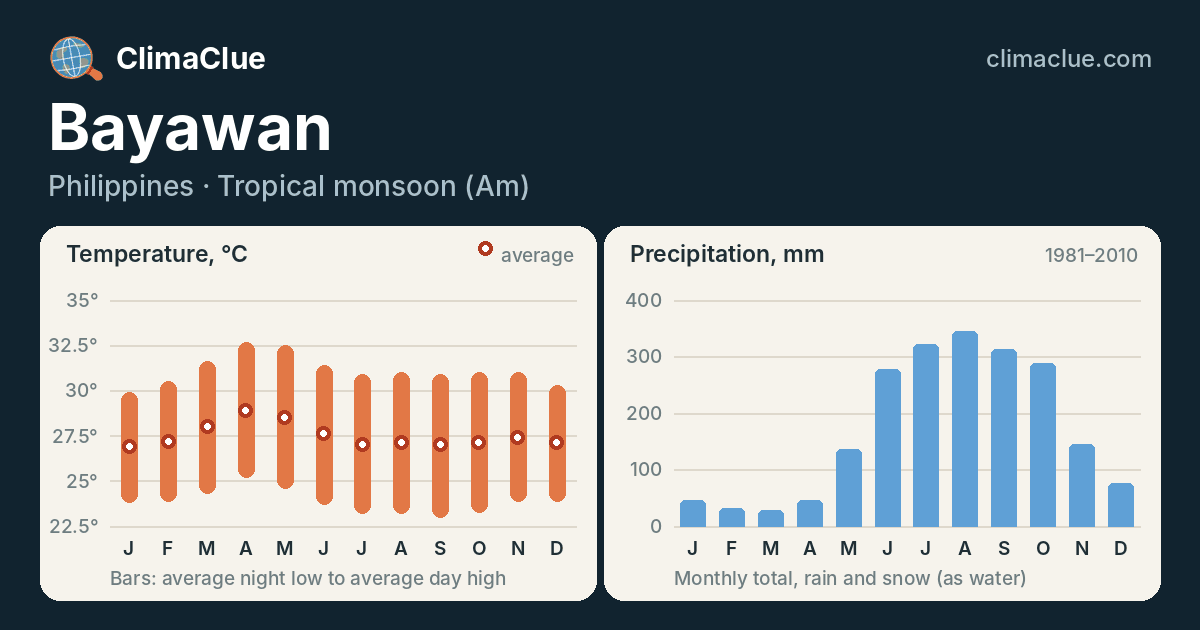 ClimaClue
climaclue.com
Bayawan
Philippines · Tropical monsoon (Am)
Temperature, °C
average
35°
32.5°
30°
27.5°
25°
22.5°
J F M A M J J A S O N D
Bars: average night low to average day high
Precipitation, mm
1981–2010
400
300
200
100
0
J F M A M J J A S O N D
Monthly total, rain and snow (as water)